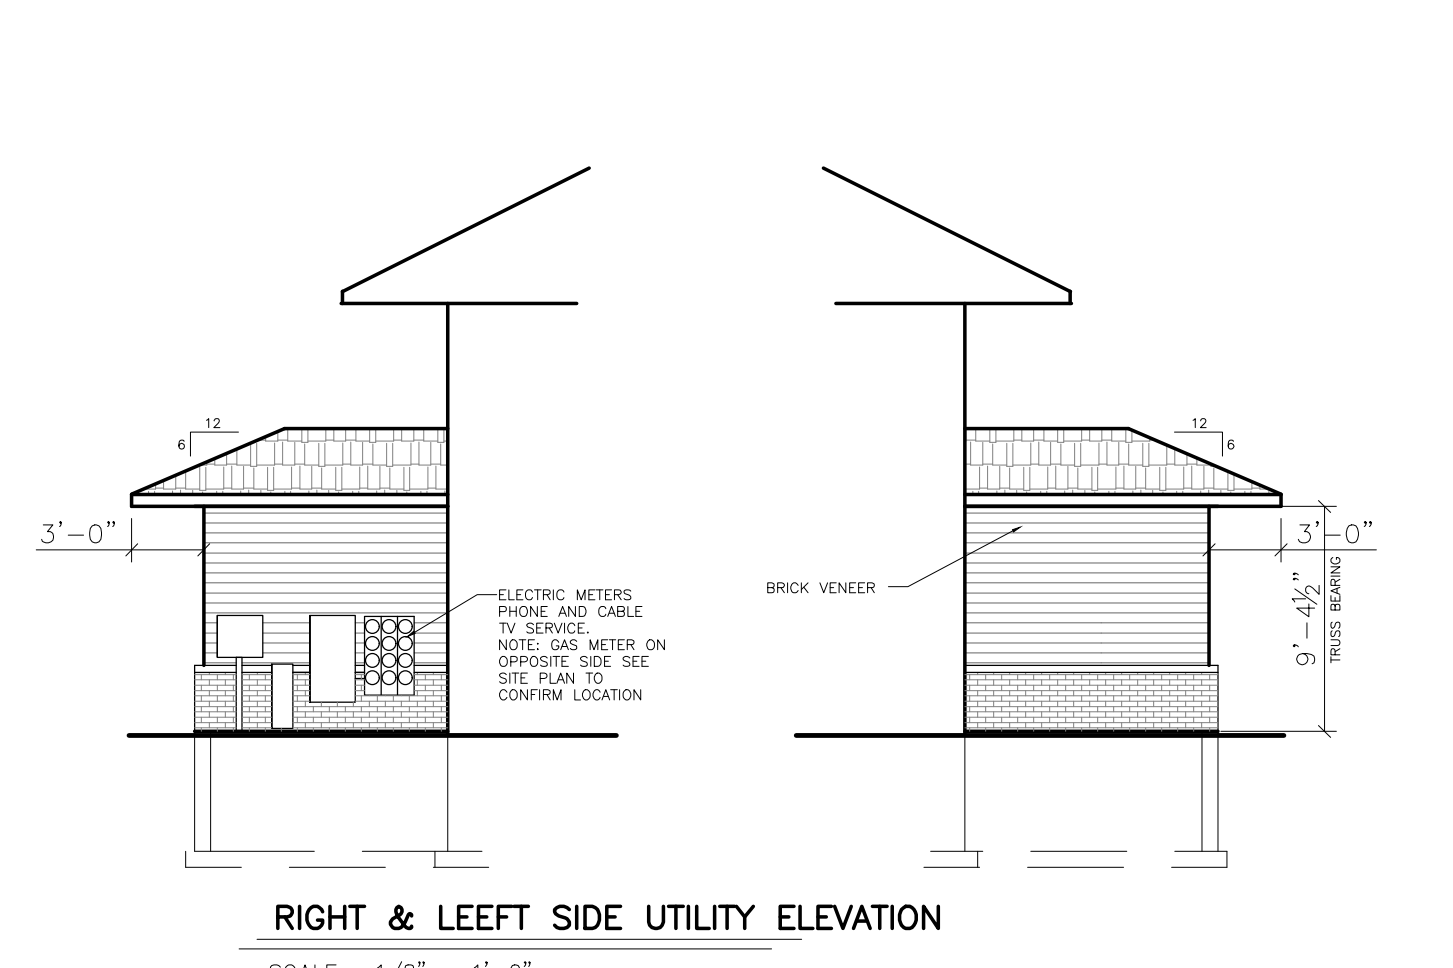 12
6
12
6
3'-0"
3'-0"
ELECTRIC METERS
PHONE AND CABLE
TV SERVICE.
NOTE: GAS METER ON
OPPOSITE SIDE SEE
SITE PLAN TO
CONFIRM LOCATION
BRICK VENEER
9'-4½"
TRUSS BEARING
RIGHT & LEEFT SIDE UTILITY ELEVATION